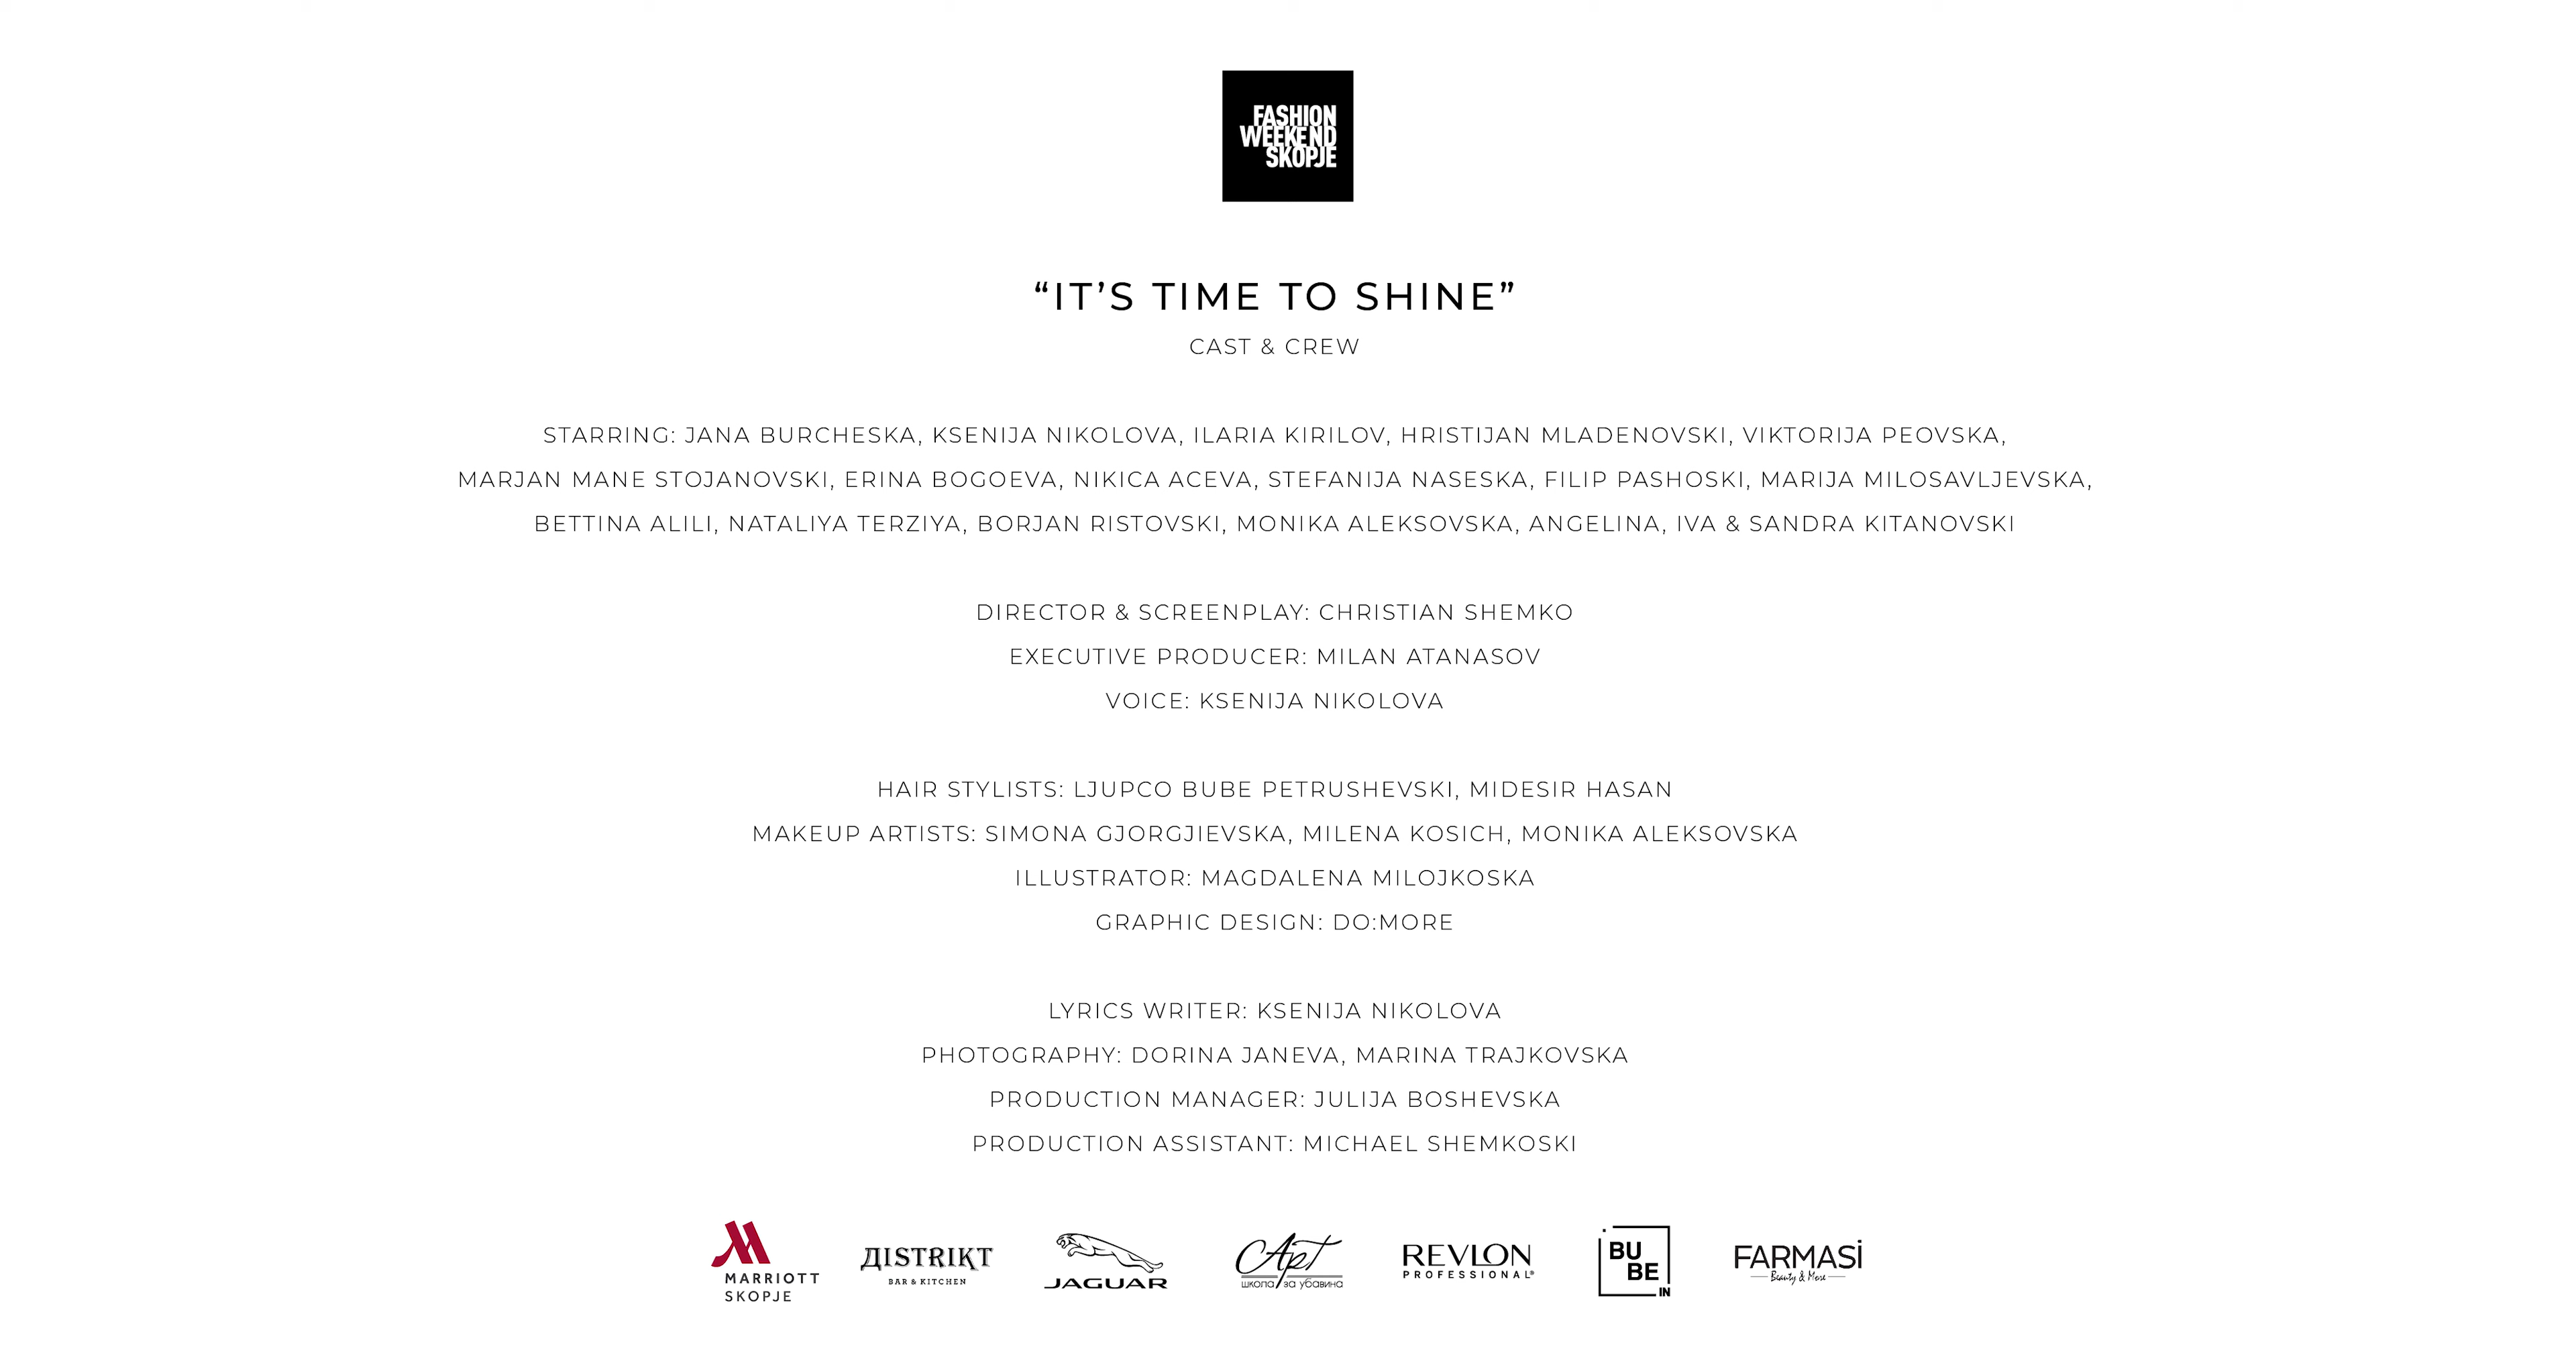 FASHION
WEEKEND
SKOPJE
“IT’S TIME TO SHINE”
CAST & CREW
STARRING: JANA BURCHESKA, KSENIJA NIKOLOVA, ILARIA KIRILOV, HRISTIJAN MLADENOVSKI, VIKTORIJA PEOVSKA,
MARJAN MANE STOJANOVSKI, ERINA BOGOEVA, NIKICA ACEVA, STEFANIJA NASESKA, FILIP PASHOSKI, MARIJA MILOSAVLJEVSKA,
BETTINA ALILI, NATALIYA TERZIYA, BORJAN RISTOVSKI, MONIKA ALEKSOVSKA, ANGELINA, IVA & SANDRA KITANOVSKI
DIRECTOR & SCREENPLAY: CHRISTIAN SHEMKO
EXECUTIVE PRODUCER: MILAN ATANASOV
VOICE: KSENIJA NIKOLOVA
HAIR STYLISTS: LJUPCO BUBE PETRUSHEVSKI, MIDESIR HASAN
MAKEUP ARTISTS: SIMONA GJORGJIEVSKA, MILENA KOSICH, MONIKA ALEKSOVSKA
ILLUSTRATOR: MAGDALENA MILOJKOSKA
GRAPHIC DESIGN: DO:MORE
LYRICS WRITER: KSENIJA NIKOLOVA
PHOTOGRAPHY: DORINA JANEVA, MARINA TRAJKOVSKA
PRODUCTION MANAGER: JULIJA BOSHEVSKA
PRODUCTION ASSISTANT: MICHAEL SHEMKOSKI
MARRIOTT
SKOPJE
ДISTRIKT
BAR & KITCHEN
JAGUAR
Арт
школа за убавина
REVLON
PROFESSIONAL®
BU
BE
IN
FARMASi
Beauty & More